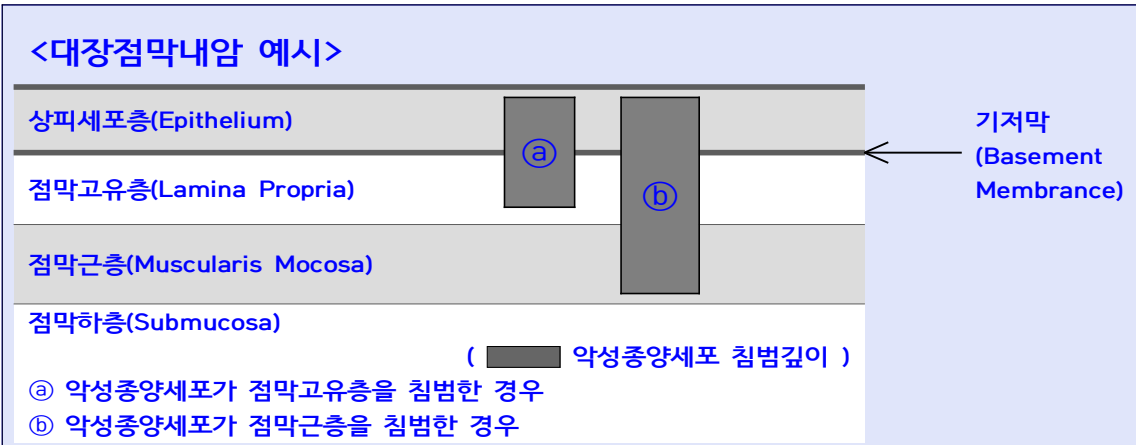 <대장점막내암 예시>
상피세포층(Epithelium)
기저막
(Basement
Membrance)
ⓐ
점막고유층(Lamina Propria)
ⓑ
점막근층(Muscularis Mocosa)
점막하층(Submucosa)
( 악성종양세포 침범깊이 )
ⓐ 악성종양세포가 점막고유층을 침범한 경우
ⓑ 악성종양세포가 점막근층을 침범한 경우